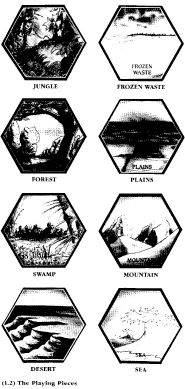 JUNGLE
FROZEN
WASTE
FROZEN WASTE
FOREST
PLAINS
PLAINS
SWAMP
SWAMP
MOUNTAIN
MOUNTAIN
DESERT
SEA
SEA
(1.2) The Playing Pieces